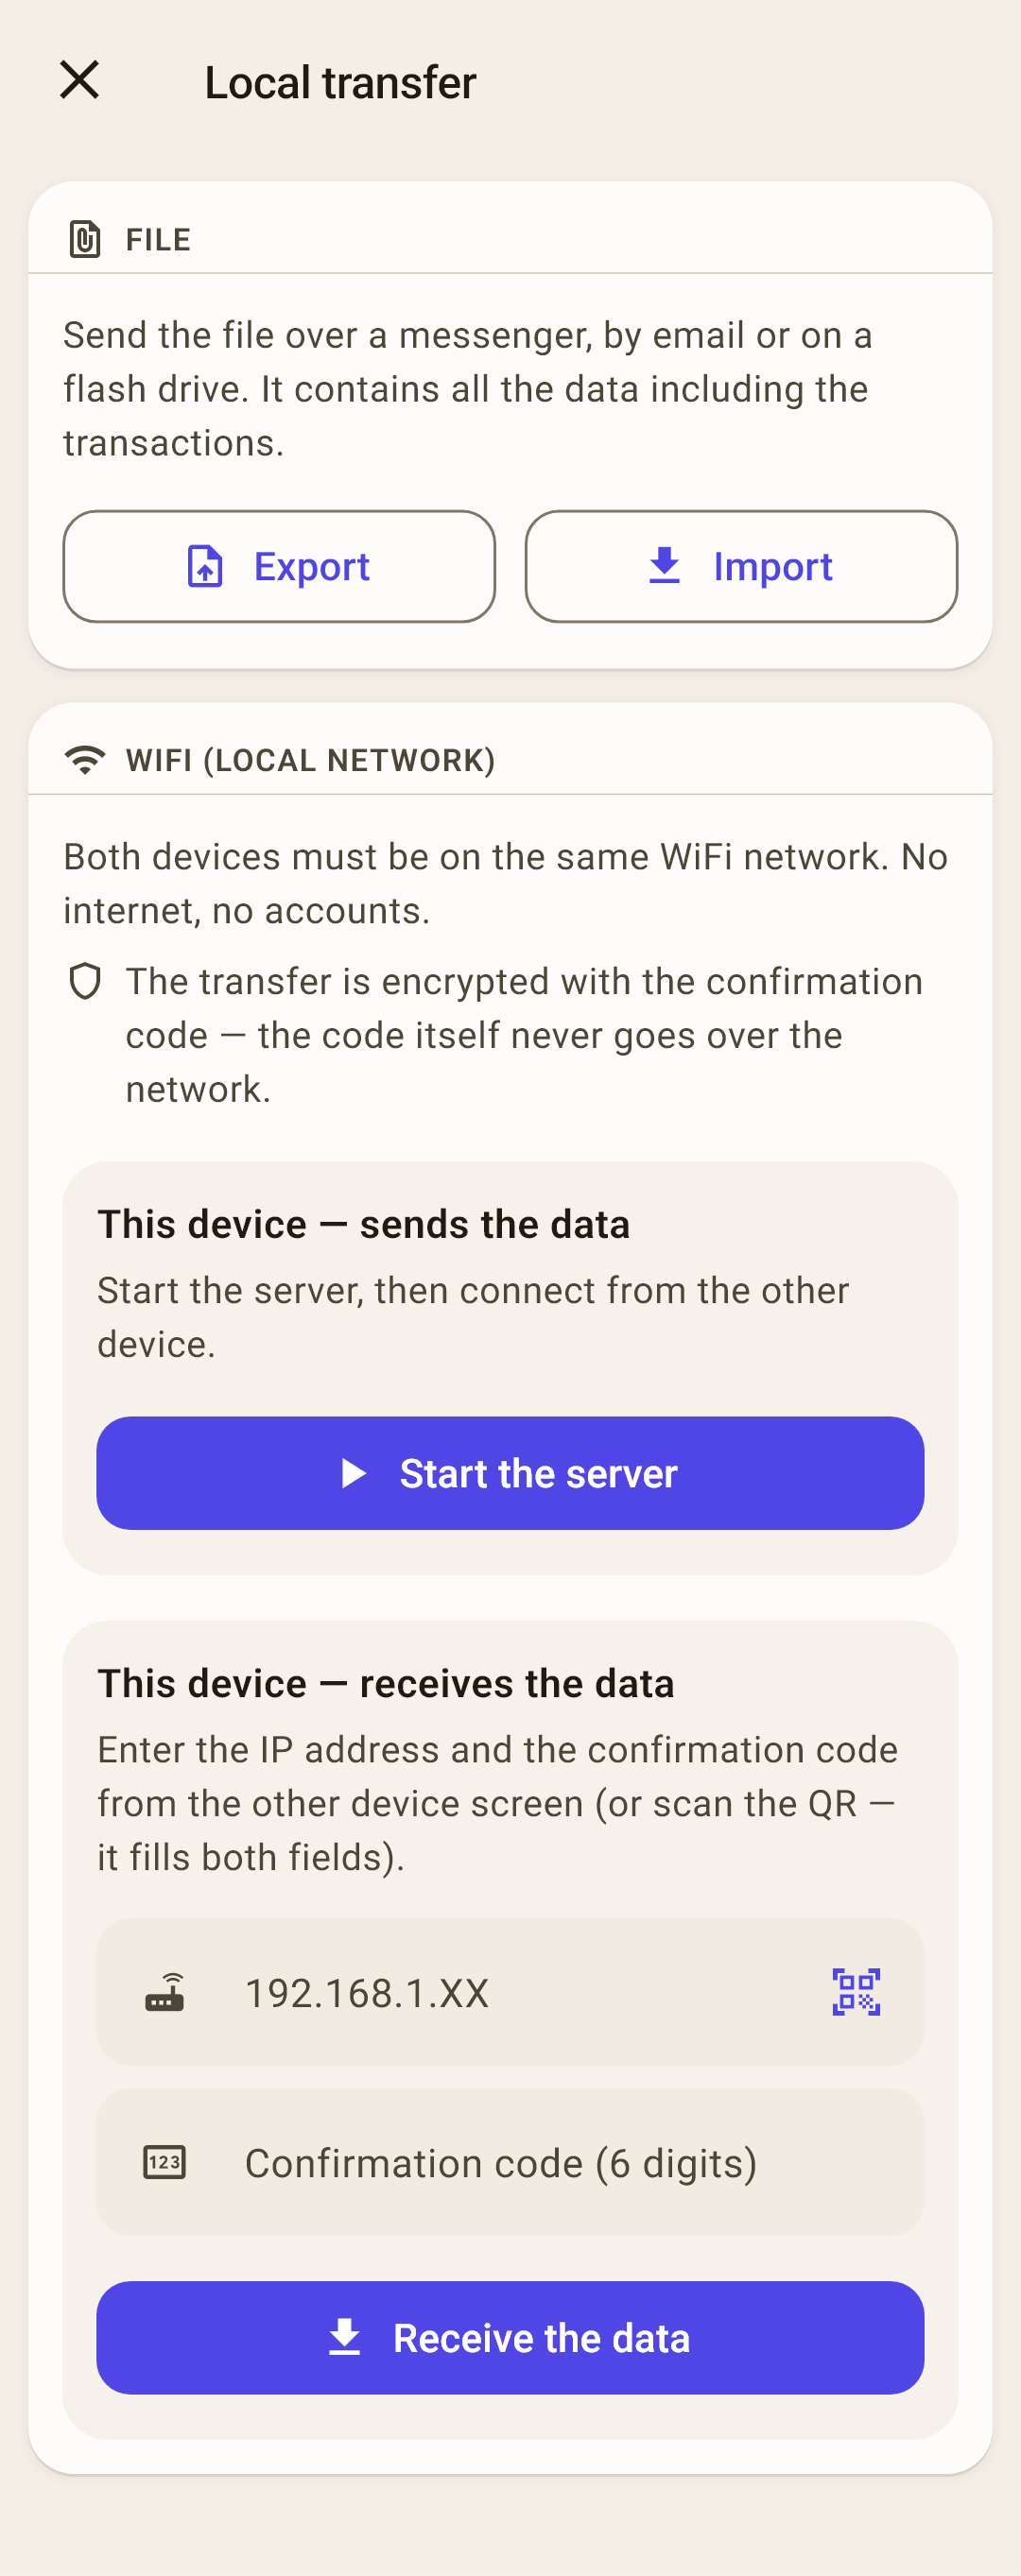 Local transfer
FILE
Send the file over a messenger, by email or on a
flash drive. It contains all the data including the
transactions.
Export
Import
WIFI (LOCAL NETWORK)
Both devices must be on the same WiFi network. No
internet, no accounts.
The transfer is encrypted with the confirmation
code — the code itself never goes over the
network.
This device — sends the data
Start the server, then connect from the other
device.
Start the server
This device — receives the data
Enter the IP address and the confirmation code
from the other device screen (or scan the QR —
it fills both fields).
192.168.1.XX
123
Confirmation code (6 digits)
Receive the data